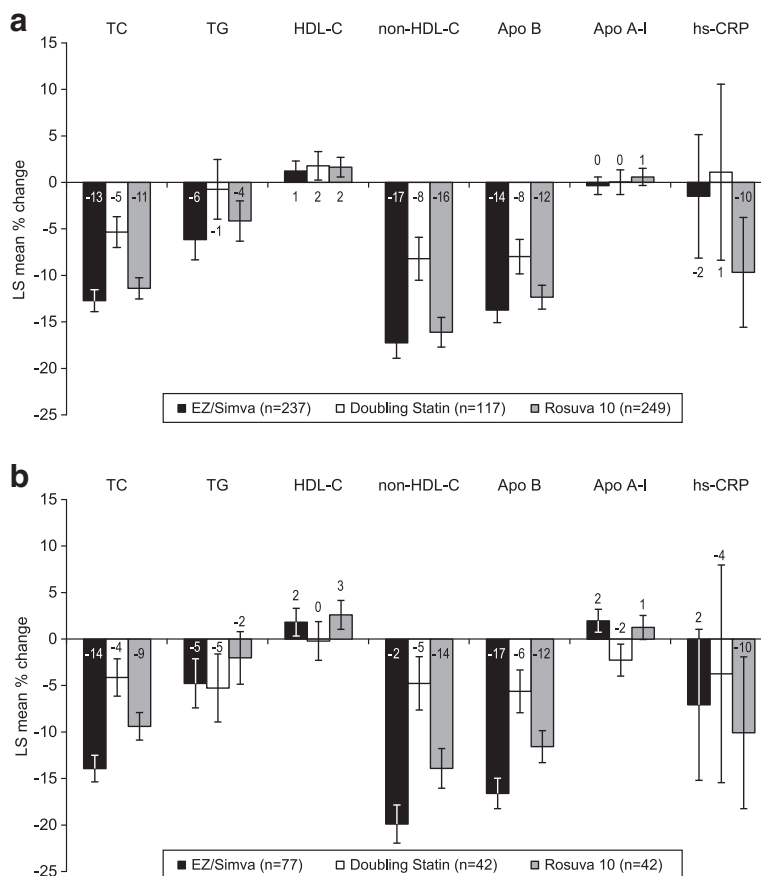 a
TC TG HDL-C non-HDL-C Apo B Apo A-I hs-CRP
15
10
5
0
-5
-10
-15
-20
-25
LS mean % change
-13 -5 -11 -6 -1 -4 1 2 2 -17 -8 -16 -14 -8 -12 0 0 1 -2 1 -10
EZ/Simva (n=237) Doubling Statin (n=117) Rosuva 10 (n=249)
b
TC TG HDL-C non-HDL-C Apo B Apo A-I hs-CRP
15
10
5
0
-5
-10
-15
-20
-25
LS mean % change
-14 -4 -9 -5 -5 -2 2 0 3 -2 -5 -14 -17 -6 -12 2 -2 1 2 -4 -10
EZ/Simva (n=77) Doubling Statin (n=42) Rosuva 10 (n=42)